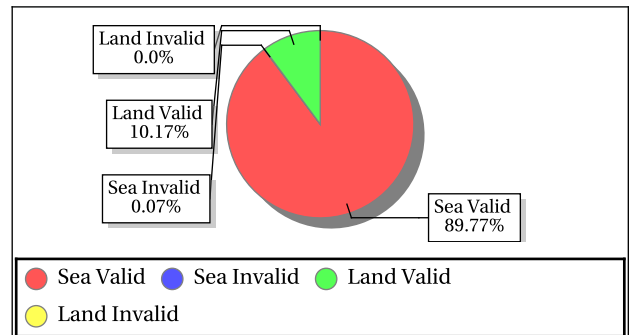 Land Invalid
0.0%
Land Valid
10.17%
Sea Invalid
0.07%
Sea Valid
89.77%
Sea Valid Sea Invalid Land Valid
Land Invalid